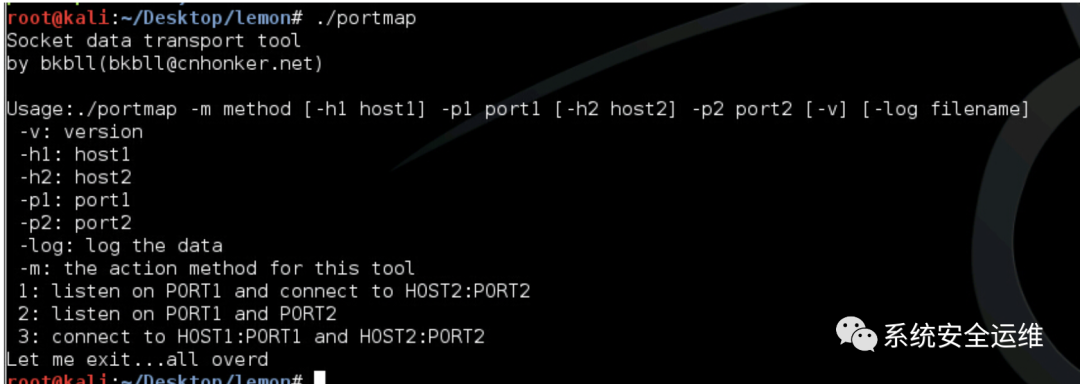 root@kali:~/Desktop/lemon# ./portmap
Socket data transport tool
by bkbll(bkbll@cnhonker.net)
Usage:./portmap -m method [-h1 host1] -p1 port1 [-h2 host2] -p2 port2 [-v] [-log filename]
-v: version
-h1: host1
-h2: host2
-p1: port1
-p2: port2
-log: log the data
-m: the action method for this tool
1: listen on PORT1 and connect to HOST2:PORT2
2: listen on PORT1 and PORT2
3: connect to HOST1:PORT1 and HOST2:PORT2
系统安全运维
Let me exit...all overd
root@kali:~/Desktop/lemon#